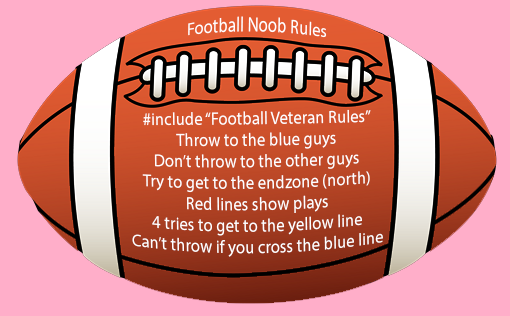 Football Noob Rules
#include “Football Veteran Rules”
Throw to the blue guys
Don’t throw to the other guys
Try to get to the endzone (north)
Red lines show plays
4 tries to get to the yellow line
Can’t throw if you cross the blue line